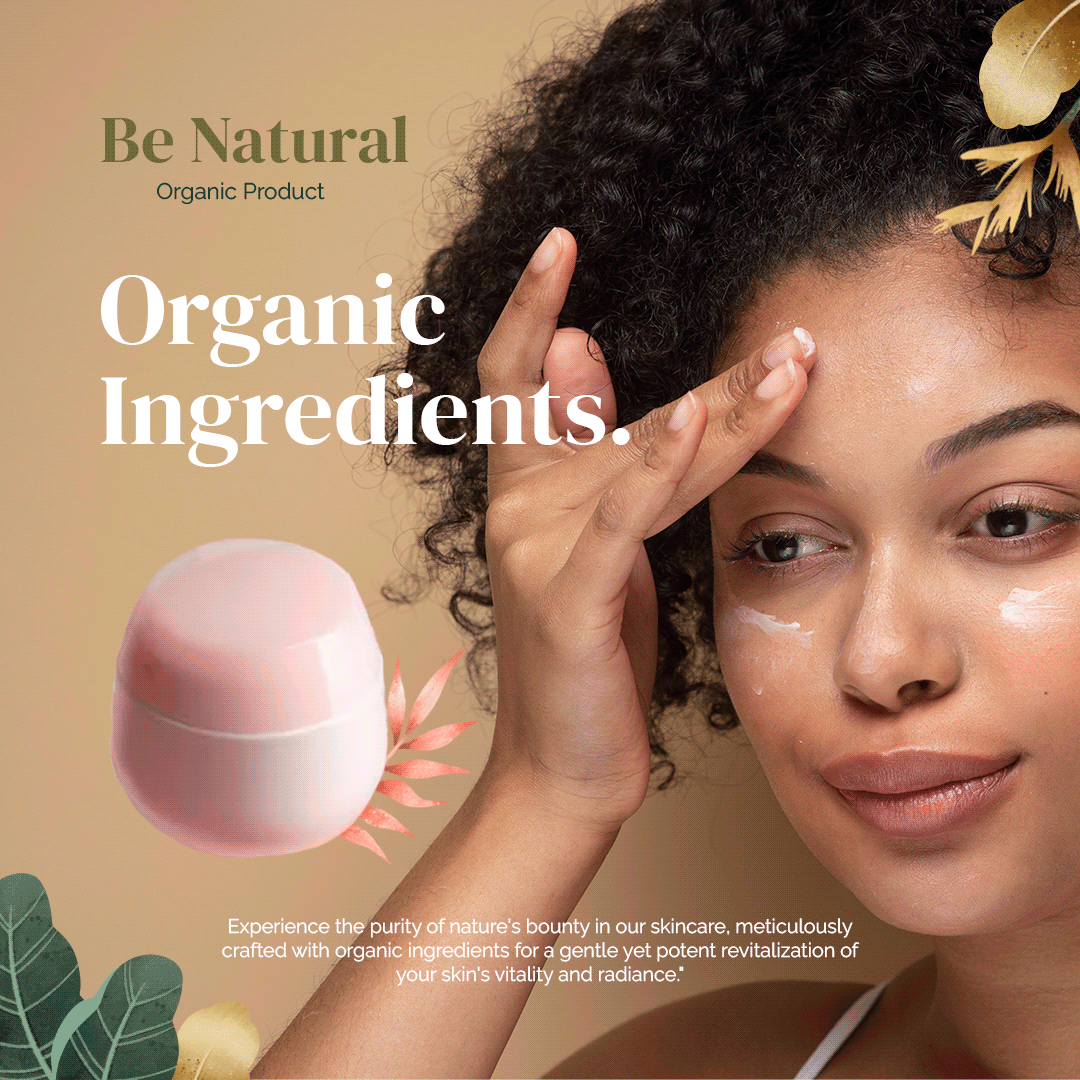 Be Natural
Organic Product
Organic
Ingredients.
Experience the purity of nature's bounty in our skincare, meticulously
crafted with organic ingredients for a gentle yet potent revitalization of
your skin's vitality and radiance."